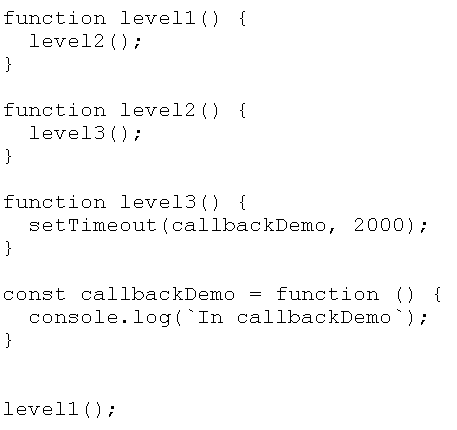 function level1() {
  level2();
}

function level2() {
  level3();
}

function level3() {
  setTimeout(callbackDemo, 2000);
}

const callbackDemo = function () {
  console.log(`In callbackDemo`);
}


level1();